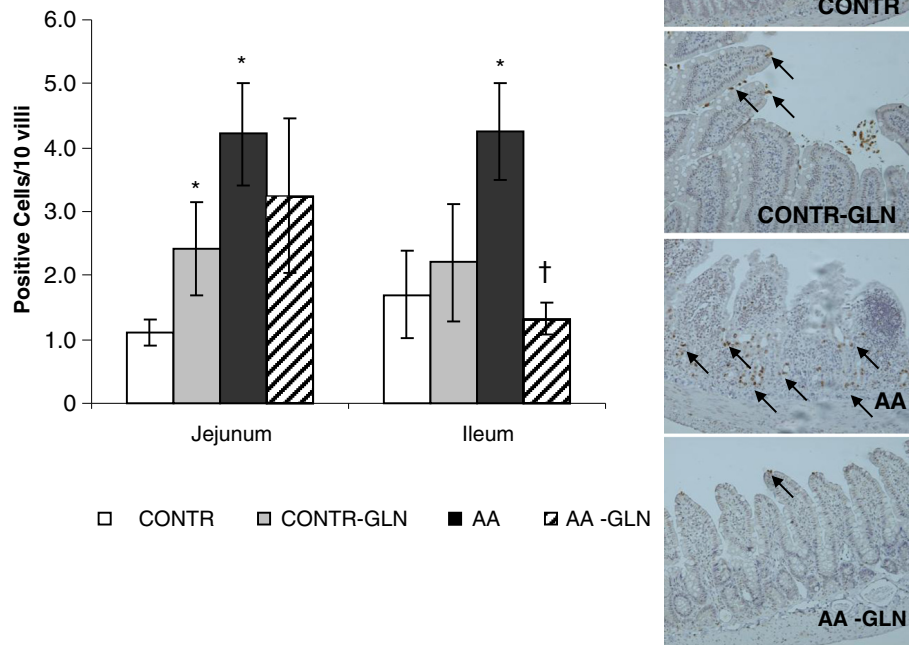 6.0
5.0
4.0
3.0
2.0
1.0
0
Positive Cells/10 villi
*
*
*
†
Jejunum
Ileum
CONTR
CONTR-GLN
AA
AA -GLN
CONTR
CONTR-GLN
AA
AA -GLN